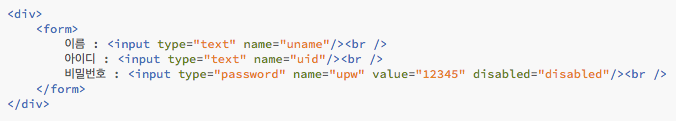 <div>
    <form>
        이름 : <input type="text" name="uname"/><br />
        아이디 : <input type="text" name="uid"/><br />
        비밀번호 : <input type="password" name="upw" value="12345" disabled="disabled"/><br />
    </form>
</div>